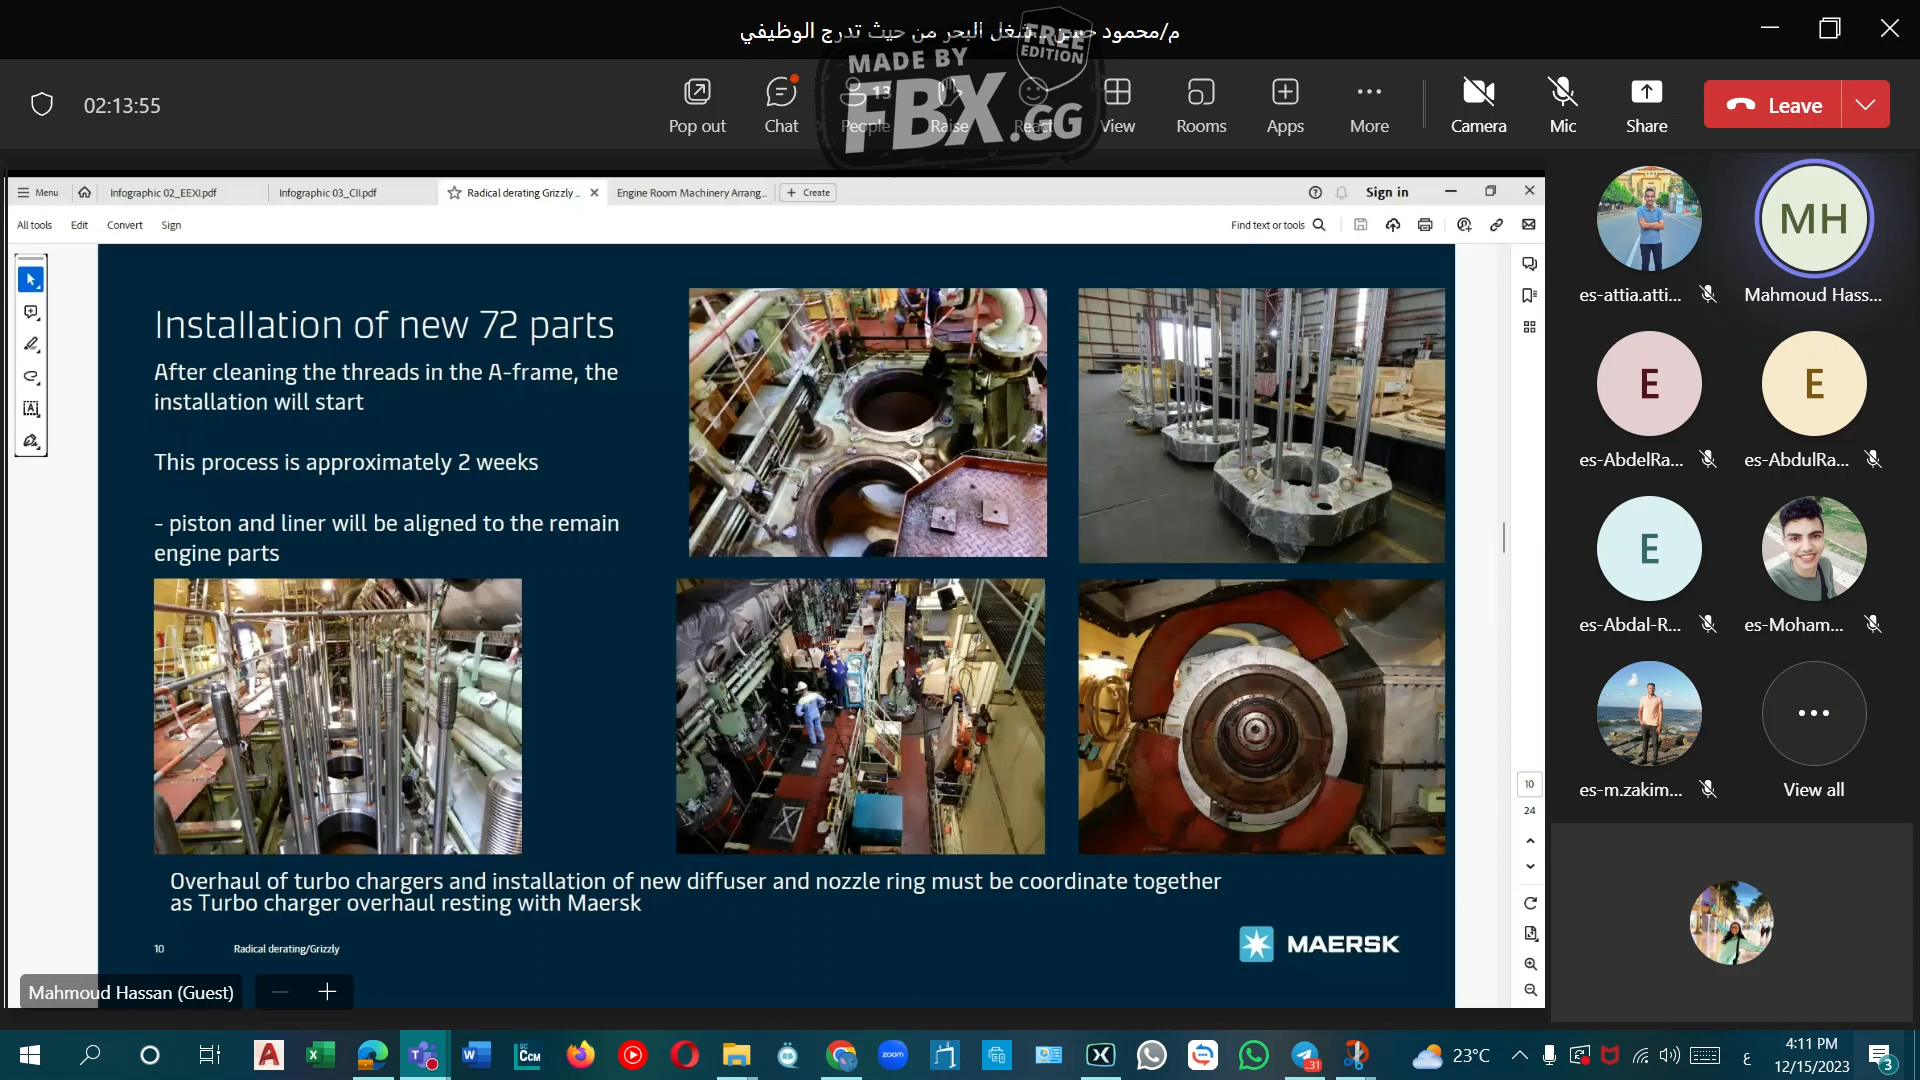 م/محمود حسن ... شغل البحر من حيث تدرج الوظيفي
MADE BY
FBX.GG
FREE
EDITION
02:13:55
Pop out
Chat
People
13
Raise
React
View
Rooms
Apps
More
Camera
Mic
Share
Leave
Menu
Infographic 02_EEXI.pdf
Infographic 03_CII.pdf
Radical derating Grizzly ..
Engine Room Machinery Arrang..
+ Create
Sign in
All tools
Edit
Convert
Sign
Find text or tools
Installation of new 72 parts
After cleaning the threads in the A-frame, the
installation will start
This process is approximately 2 weeks
- piston and liner will be aligned to the remain
engine parts
Overhaul of turbo chargers and installation of new diffuser and nozzle ring must be coordinate together
as Turbo charger overhaul resting with Maersk
10
Radical derating/Grizzly
MAERSK
10
24
Mahmoud Hassan (Guest)
es-attia.atti...
MH
Mahmoud Hass...
E
es-AbdelRa...
E
es-AbdulRa...
E
es-Abdal-R...
es-Moham...
es-m.zakim...
View all
SC
CCM
zoom
..31
23°C
ع
4:11 PM
12/15/2023
3